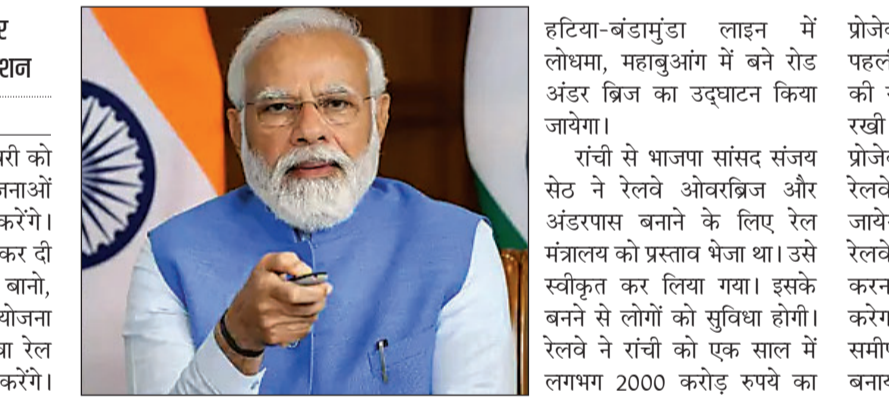 र
शन
वरी को
जनाओं
करेंगे।
कर दी
बानो,
योजना
वा रेल
करेंगे।
हटिया-बंडामुंडा लाइन में
लोधमा, महाबुआंग में बने रोड
अंडर ब्रिज का उद्घाटन किया
जायेगा।
रांची से भाजपा सांसद संजय
सेठ ने रेलवे ओवरब्रिज और
अंडरपास बनाने के लिए रेल
मंत्रालय को प्रस्ताव भेजा था। उसे
स्वीकृत कर लिया गया। इसके
बनने से लोगों को सुविधा होगी।
रेलवे ने रांची को एक साल में
लगभग 2000 करोड़ रुपये का
प्रोजे
पहल
की
रखी
प्रोजे
रेलवे
जाये
रेलवे
करन
करेग
समीप
बनाय